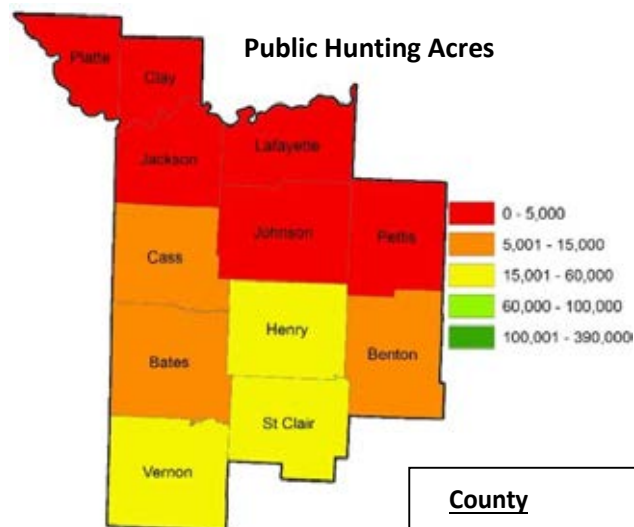 Public Hunting Acres
Platte
Clay
Jackson
Lafayette
Johnson
Pettis
Cass
Henry
Bates
Benton
St Clair
Vernon
0 - 5,000
5,001 - 15,000
15,001 - 60,000
60,000 - 100,000
100,001 - 390,000
County